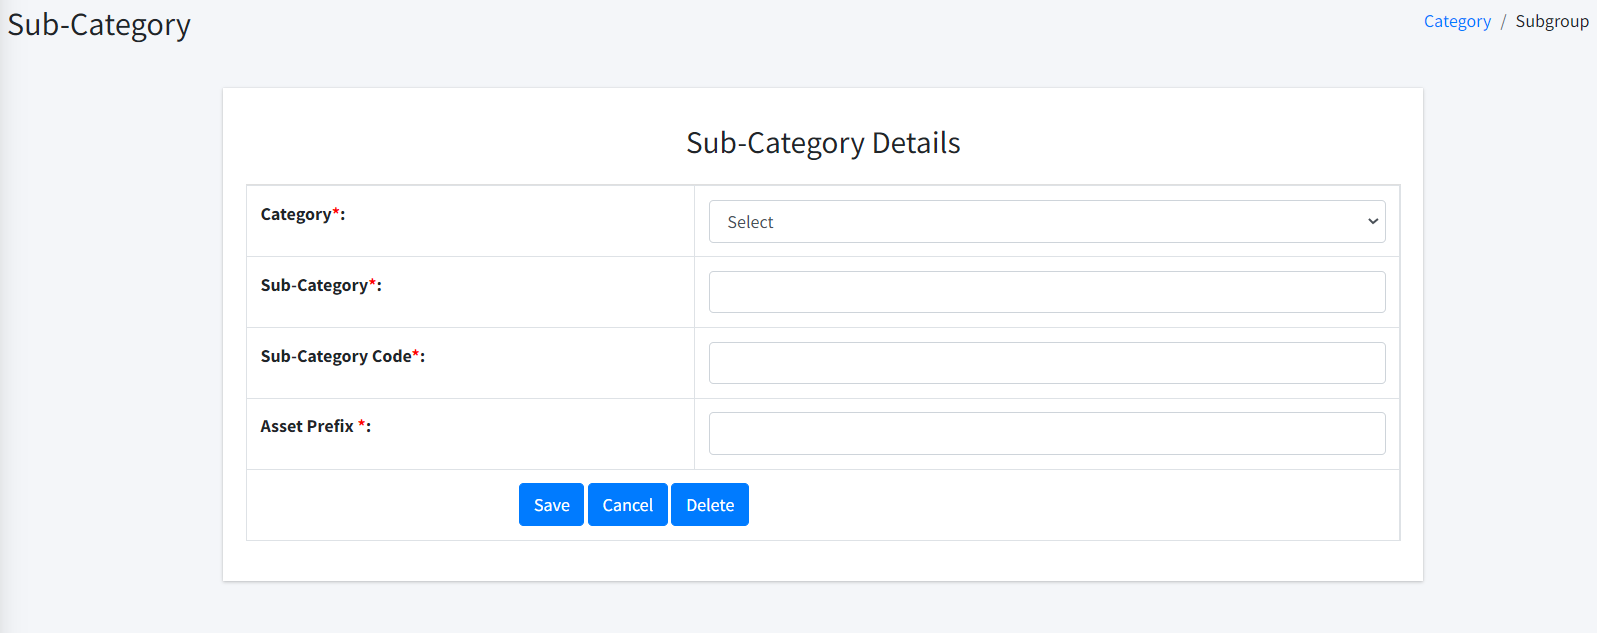 Sub-Category
Category / Subgroup
Sub-Category Details
Category*:
Select
Sub-Category*:
Sub-Category Code*:
Asset Prefix *:
Save Cancel Delete